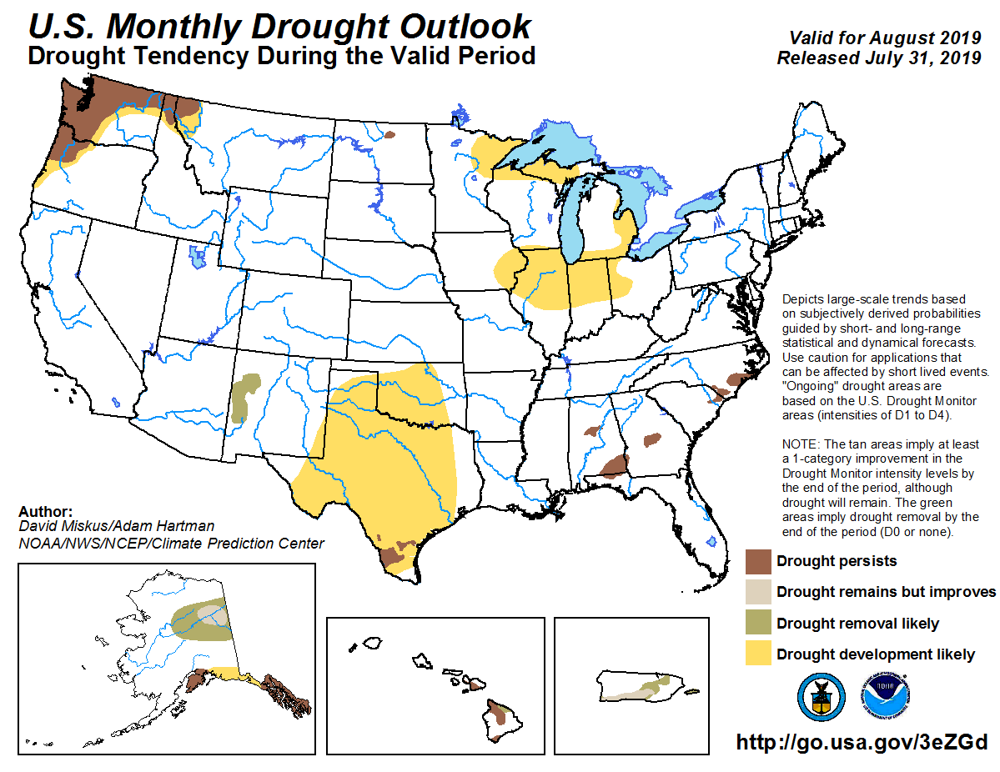 U.S. Monthly Drought Outlook
Drought Tendency During the Valid Period
Valid for August 2019
Released July 31, 2019
Depicts large-scale trends based
on subjectively derived probabilities
guided by short- and long-range
statistical and dynamical forecasts.
Use caution for applications that
can be affected by short lived events.
"Ongoing" drought areas are
based on the U.S. Drought Monitor
areas (intensities of D1 to D4).
NOTE: The tan areas imply at least
a 1-category improvement in the
Drought Monitor intensity levels by
the end of the period, although
drought will remain. The green
areas imply drought removal by the
end of the period (D0 or none).
Author:
David Miskus/Adam Hartman
NOAA/NWS/NCEP/Climate Prediction Center
Drought persists
Drought remains but improves
Drought removal likely
Drought development likely
http://go.usa.gov/3eZGd